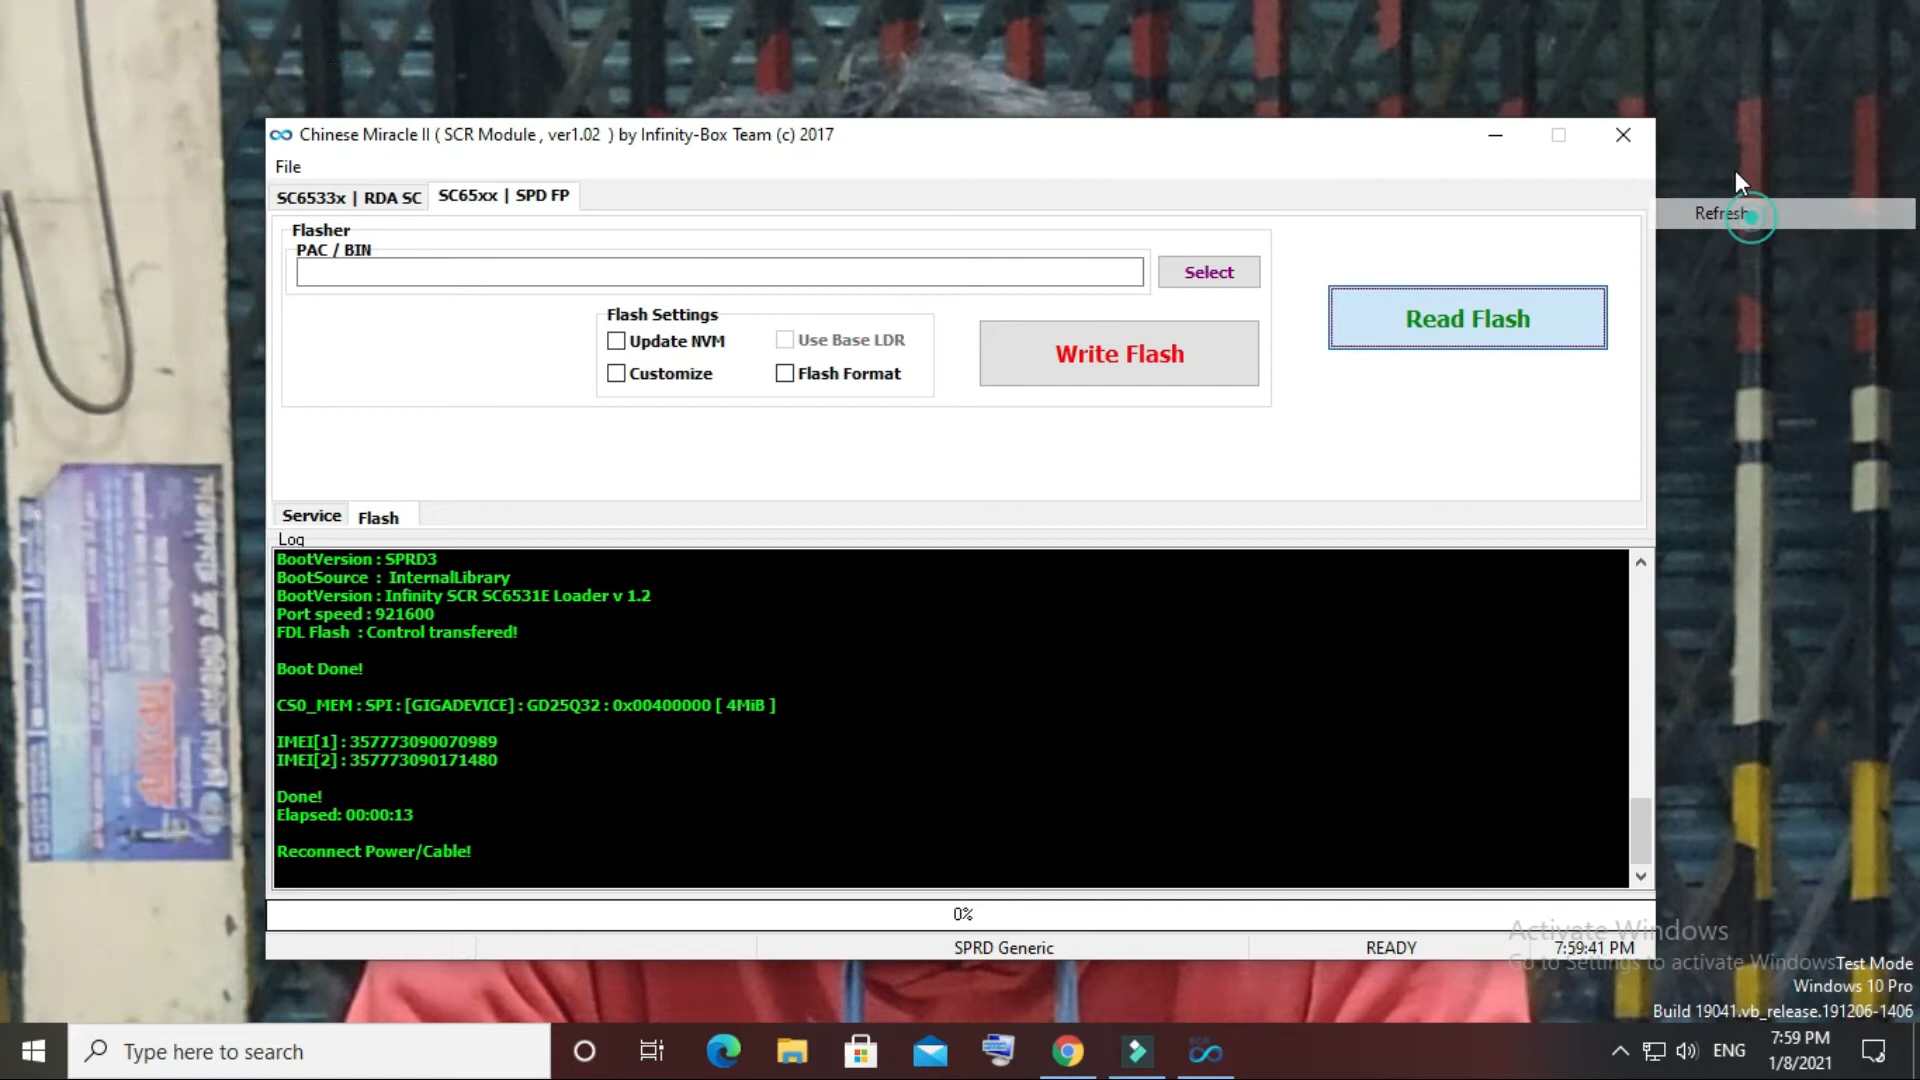 Chinese Miracle II ( SCR Module , ver1.02 ) by Infinity-Box Team (c) 2017
File
SC6533x | RDA SC
SC65xx | SPD FP
Refresh
Flasher
PAC / BIN
Select
Flash Settings
Update NVM
Use Base LDR
Customize
Flash Format
Write Flash
Read Flash
Service
Flash
Log
BootVersion : SPRD3
BootSource : InternalLibrary
BootVersion : Infinity SCR SC6531E Loader v 1.2
Port speed : 921600
FDL Flash : Control transfered!
Boot Done!
CS0_MEM : SPI : [GIGADEVICE] : GD25Q32 : 0x00400000 [ 4MiB ]
IMEI[1] : 357773090070989
IMEI[2] : 357773090171480
Done!
Elapsed: 00:00:13
Reconnect Power/Cable!
0%
SPRD Generic
READY
7:59:41 PM
Activate Windows
Go to Settings to activate Windows.
Test Mode
Windows 10 Pro
Build 19041.vb_release.191206-1406
Type here to search
SCR
ENG
7:59 PM
1/8/2021